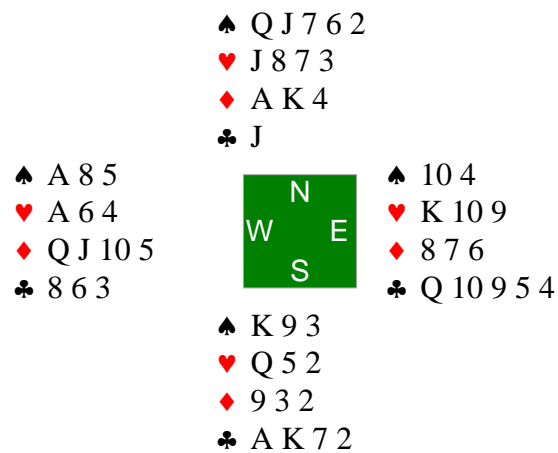 ♠ Q J 7 6 2
♥ J 8 7 3
♦ A K 4
♣ J
♠ A 8 5
♥ A 6 4
♦ Q J 10 5
♣ 8 6 3
N
W E
S
♠ 10 4
♥ K 10 9
♦ 8 7 6
♣ Q 10 9 5 4
♠ K 9 3
♥ Q 5 2
♦ 9 3 2
♣ A K 7 2